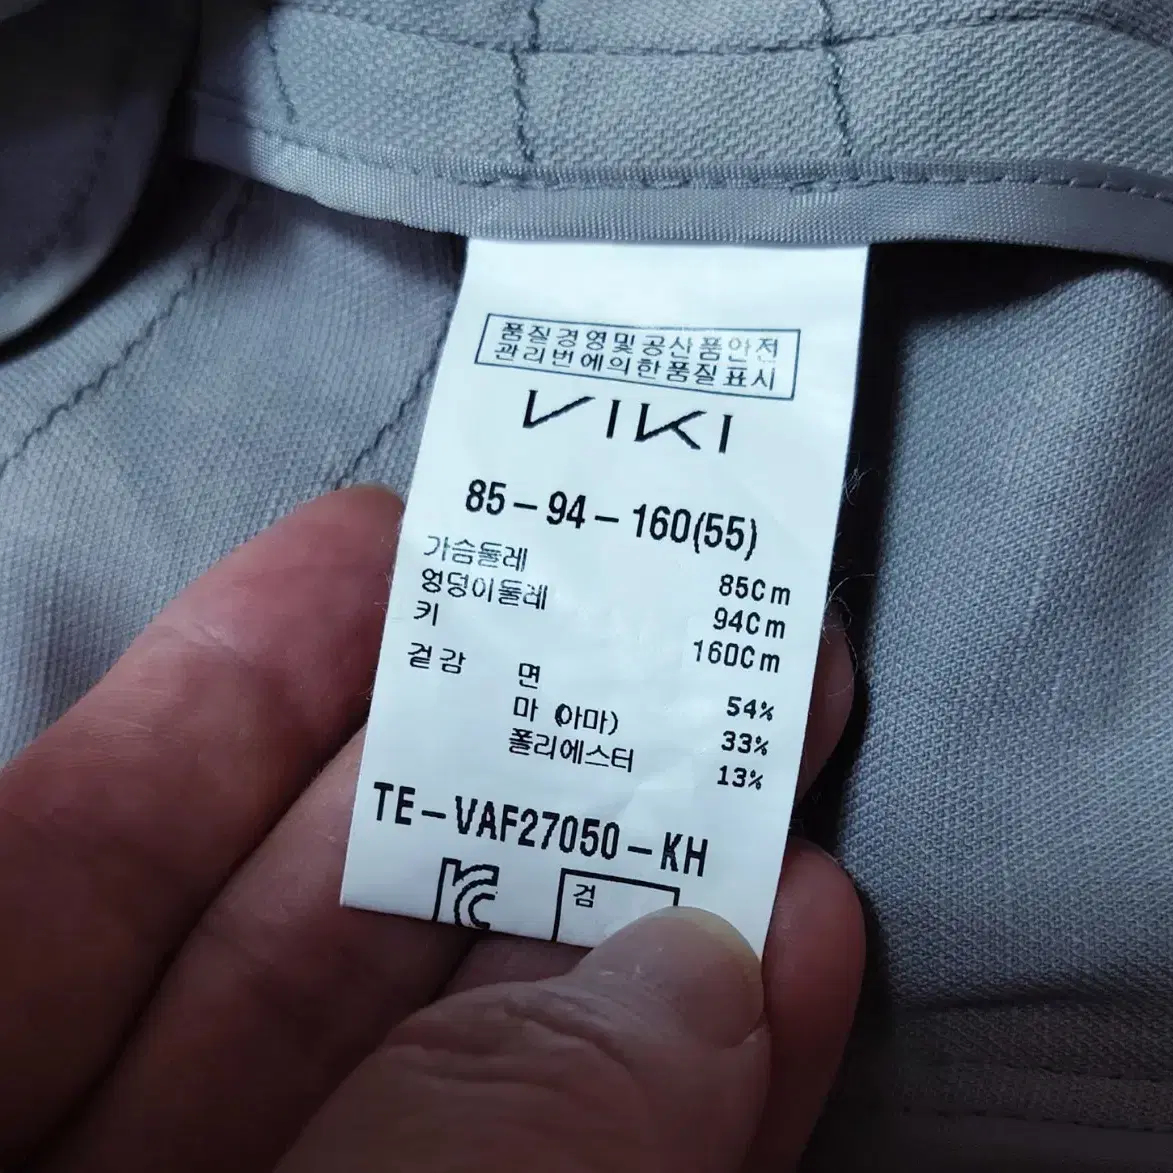 품질경영및공산품안전
관리번에의한품질표시
VIKI
85-94-160(55)
가슴둘레 85Cm
엉덩이둘레 94Cm
키 160Cm
겉감 면 54%
마 (아마) 33%
폴리에스터 13%
TE-VAF27050-KH
검